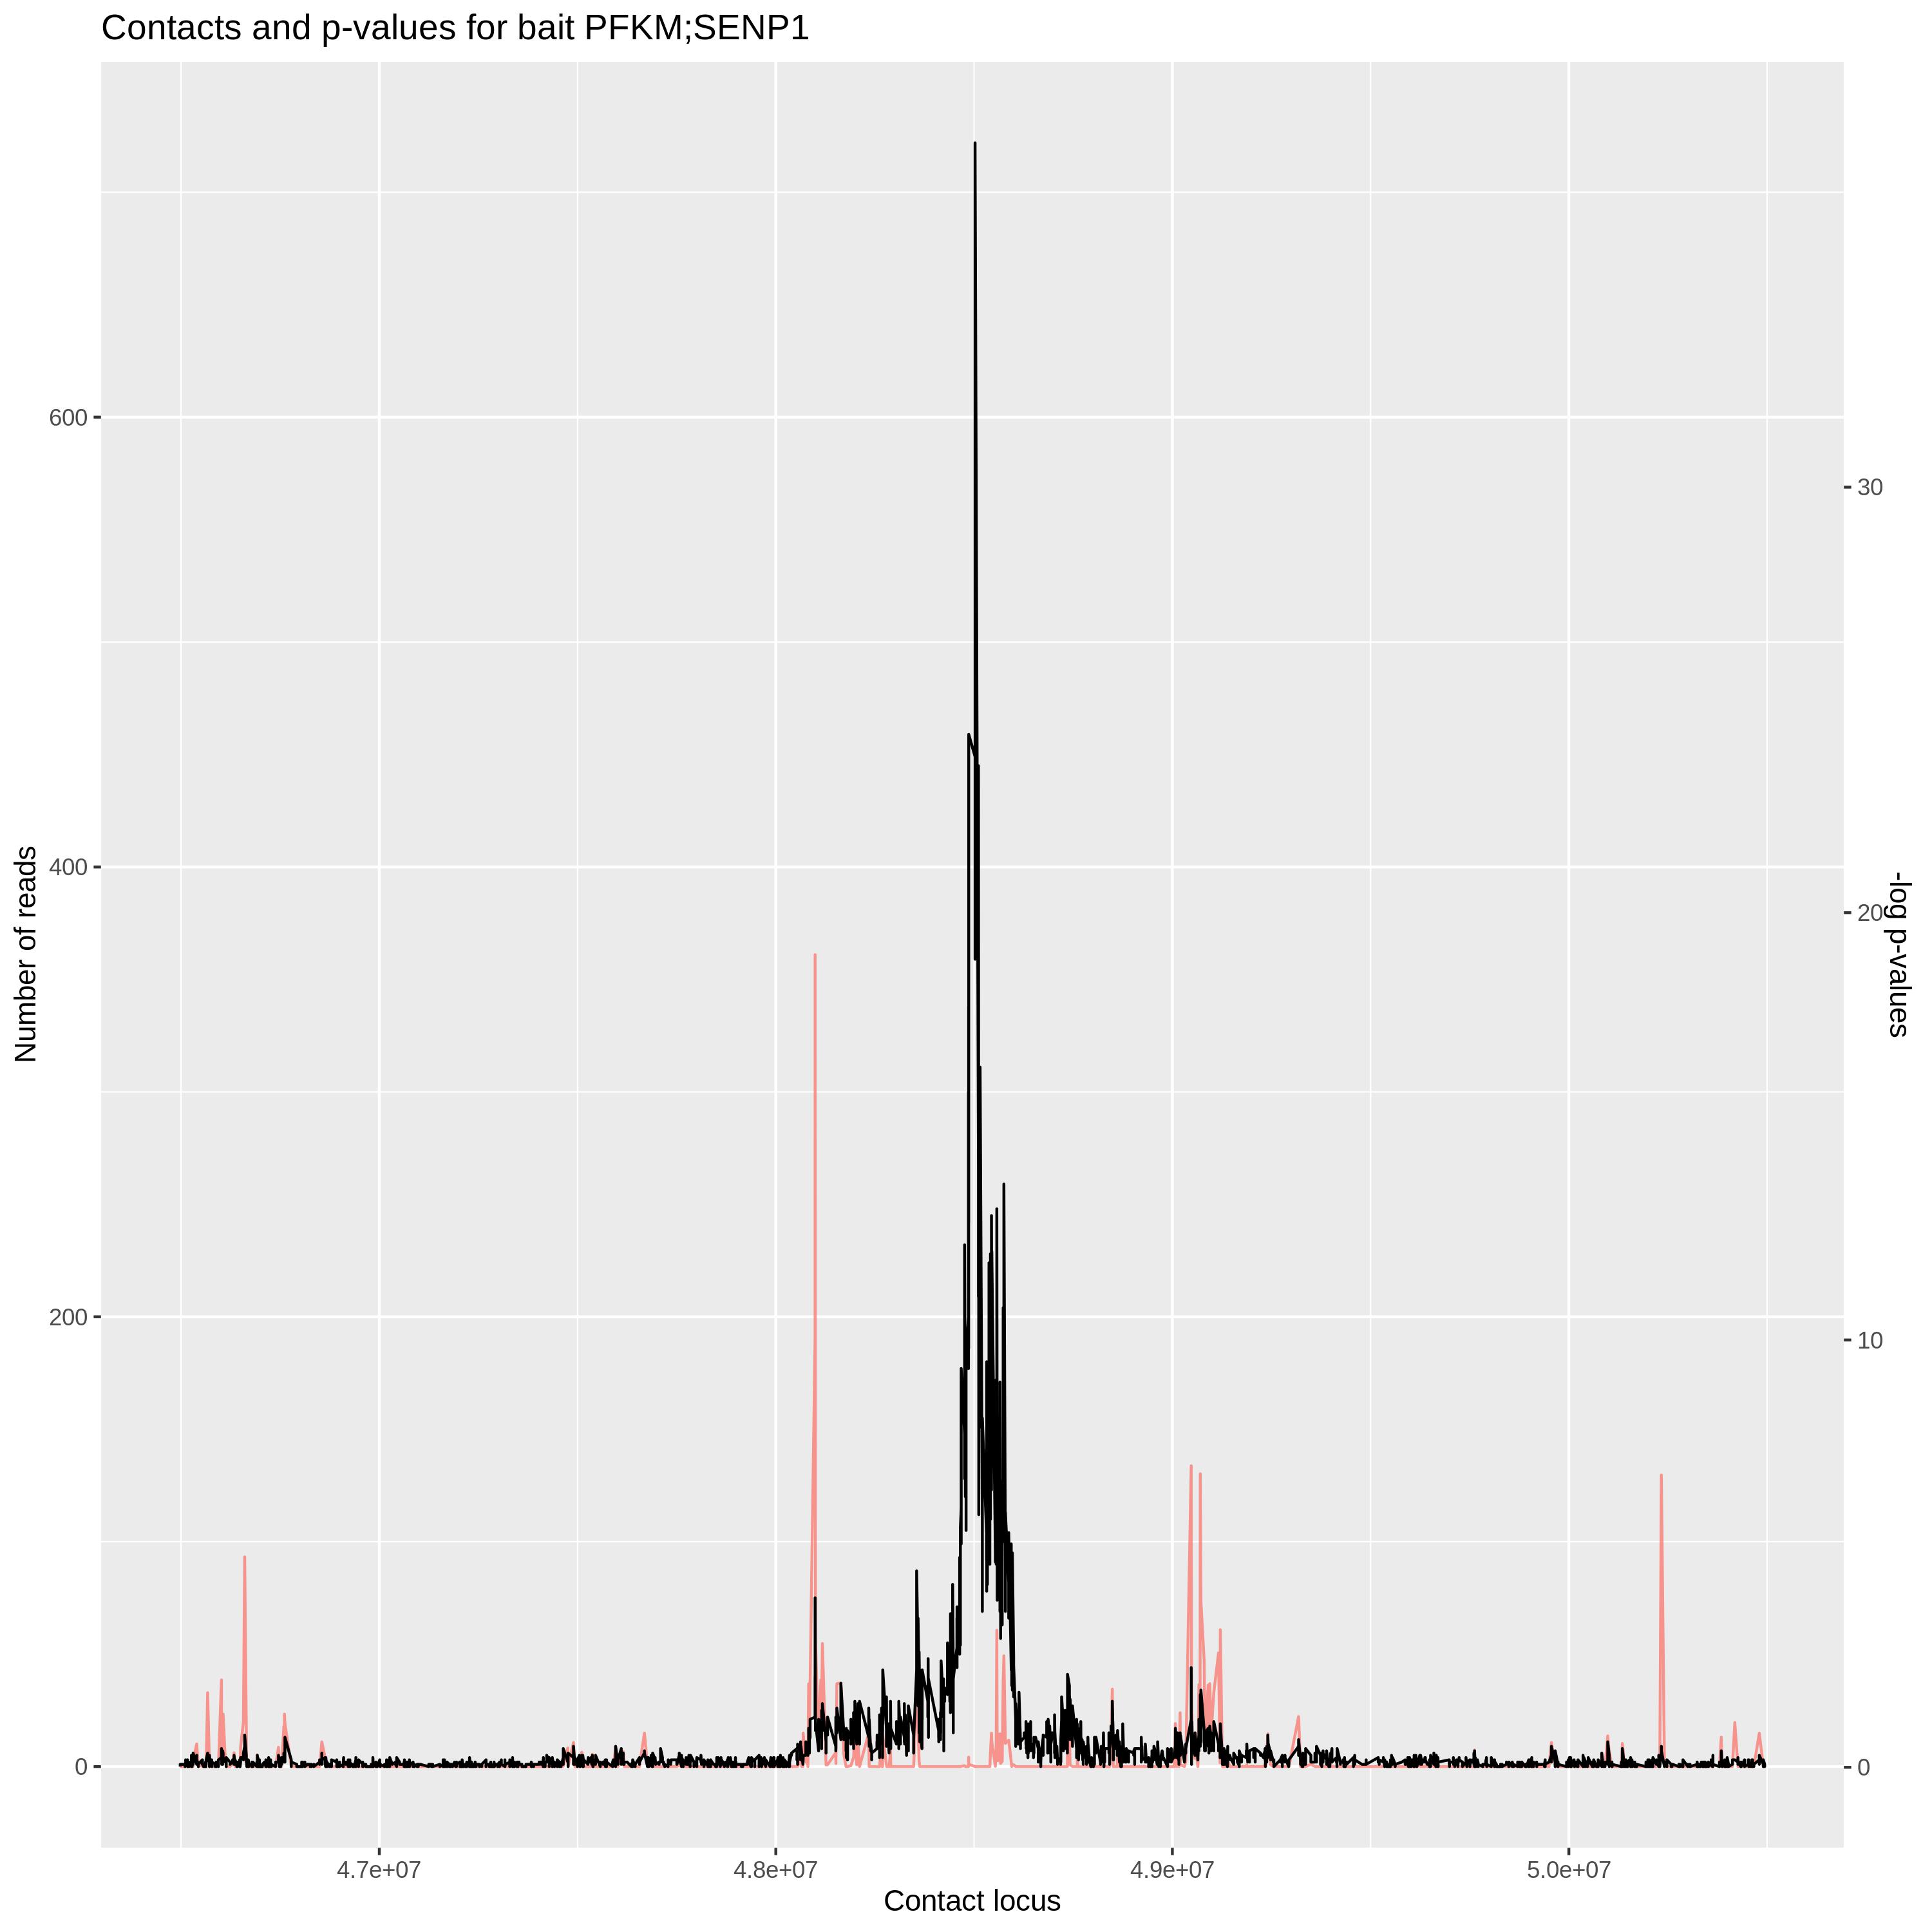 Contacts and p-values for bait PFKM;SENP1
Number of reads
600
400
200
0
30
20
10
0
-log p-values
4.7e+07 4.8e+07 4.9e+07 5.0e+07
Contact locus